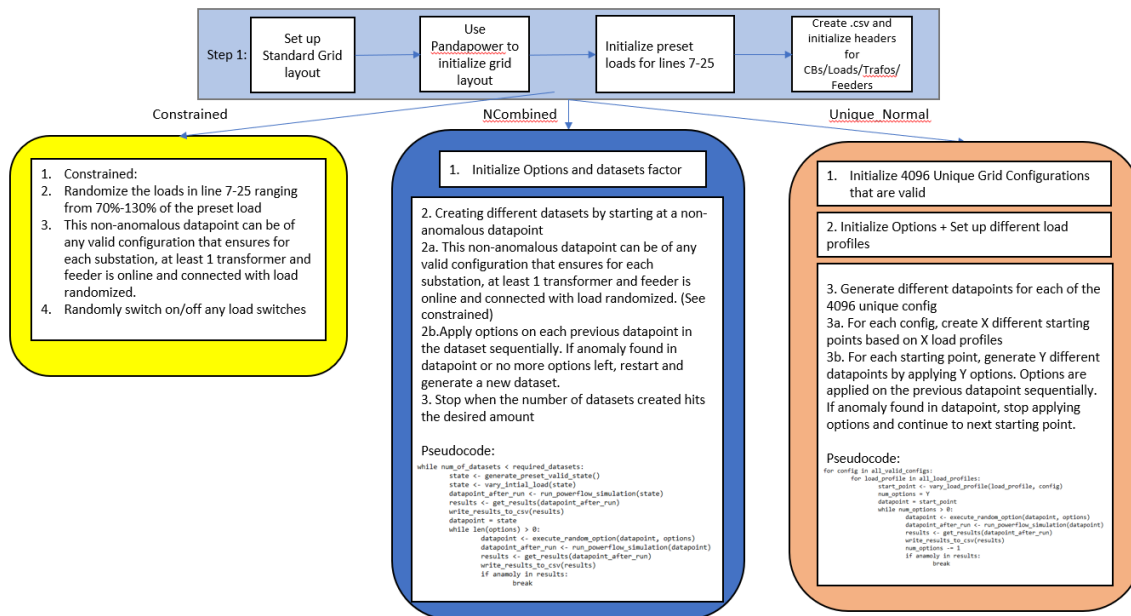 Step 1:
Set up
Standard Grid
layout
Use
Pandapower to
initialize grid
layout
Initialize preset
loads for lines 7-25
Create .csv and
initialize headers
for
CBs/Loads/Trafos/
Feeders
Constrained
NCombined
Unique_Normal
1. Constrained:
2. Randomize the loads in line 7-25 ranging
from 70%-130% of the preset load
3. This non-anomalous datapoint can be of
any valid configuration that ensures for
each substation, at least 1 transformer and
feeder is online and connected with load
randomized.
4. Randomly switch on/off any load switches
1. Initialize Options and datasets factor
2. Creating different datasets by starting at a non-
anomalous datapoint
2a. This non-anomalous datapoint can be of any
valid configuration that ensures for each
substation, at least 1 transformer and feeder is
online and connected with load randomized. (See
constrained)
2b.Apply options on each previous datapoint in
the dataset sequentially. If anomaly found in
datapoint or no more options left, restart and
generate a new dataset.
3. Stop when the number of datasets created hits
the desired amount
Pseudocode:
while num_of_datasets < required_datasets:
state <- generate_preset_valid_state()
state <- vary_intial_load(state)
datapoint_after_run <- run_powerflow_simulation(state)
results <- get_results(datapoint_after_run)
write_results_to_csv(results)
datapoint = state
while len(options) > 0:
datapoint <- execute_random_option(datapoint, options)
datapoint_after_run <- run_powerflow_simulation(datapoint)
results <- get_results(datapoint_after_run)
write_results_to_csv(results)
if anamoly in results:
break
1. Initialize 4096 Unique Grid Configurations
that are valid
2. Initialize Options + Set up different load
profiles
3. Generate different datapoints for each of the
4096 unique config
3a. For each config, create X different starting
points based on X load profiles
3b. For each starting point, generate Y different
datapoints by applying Y options. Options are
applied on the previous datapoint sequentially.
If anomaly found in datapoint, stop applying
options and continue to next starting point.
Pseudocode:
for config in all_valid_configs:
for load_profile in all_load_profiles:
start_point <- vary_load_profile(load_profile, config)
num_options = Y
datapoint = start_point
while num_options > 0:
datapoint <- execute_random_option(datapoint, options)
datapoint_after_run <- run_powerflow_simulation(datapoint)
results <- get_results(datapoint_after_run)
write_results_to_csv(results)
num_options -= 1
if anamoly in results:
break